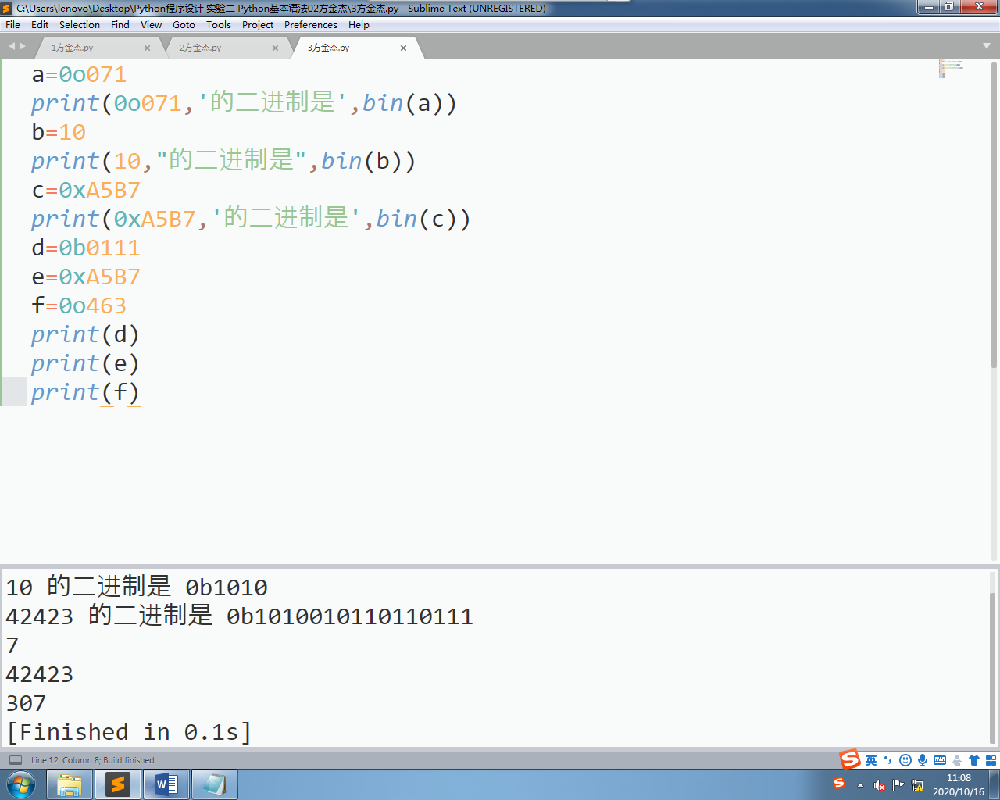 C:\Users\lenovo\Desktop\Python程序设计 实验二 Python基本语法02方金杰\3方金杰.py - Sublime Text (UNREGISTERED)
File Edit Selection Find View Goto Tools Project Preferences Help
1方金杰.py 2方金杰.py 3方金杰.py
a=0o071
print(0o071,'的二进制是',bin(a))
b=10
print(10,"的二进制是",bin(b))
c=0xA5B7
print(0xA5B7,'的二进制是',bin(c))
d=0b0111
e=0xA5B7
f=0o463
print(d)
print(e)
print(f)
10 的二进制是 0b1010
42423 的二进制是 0b1010010110110111
7
42423
307
[Finished in 0.1s]
Line 12, Column 8; Build finished
英
11:08
2020/10/16